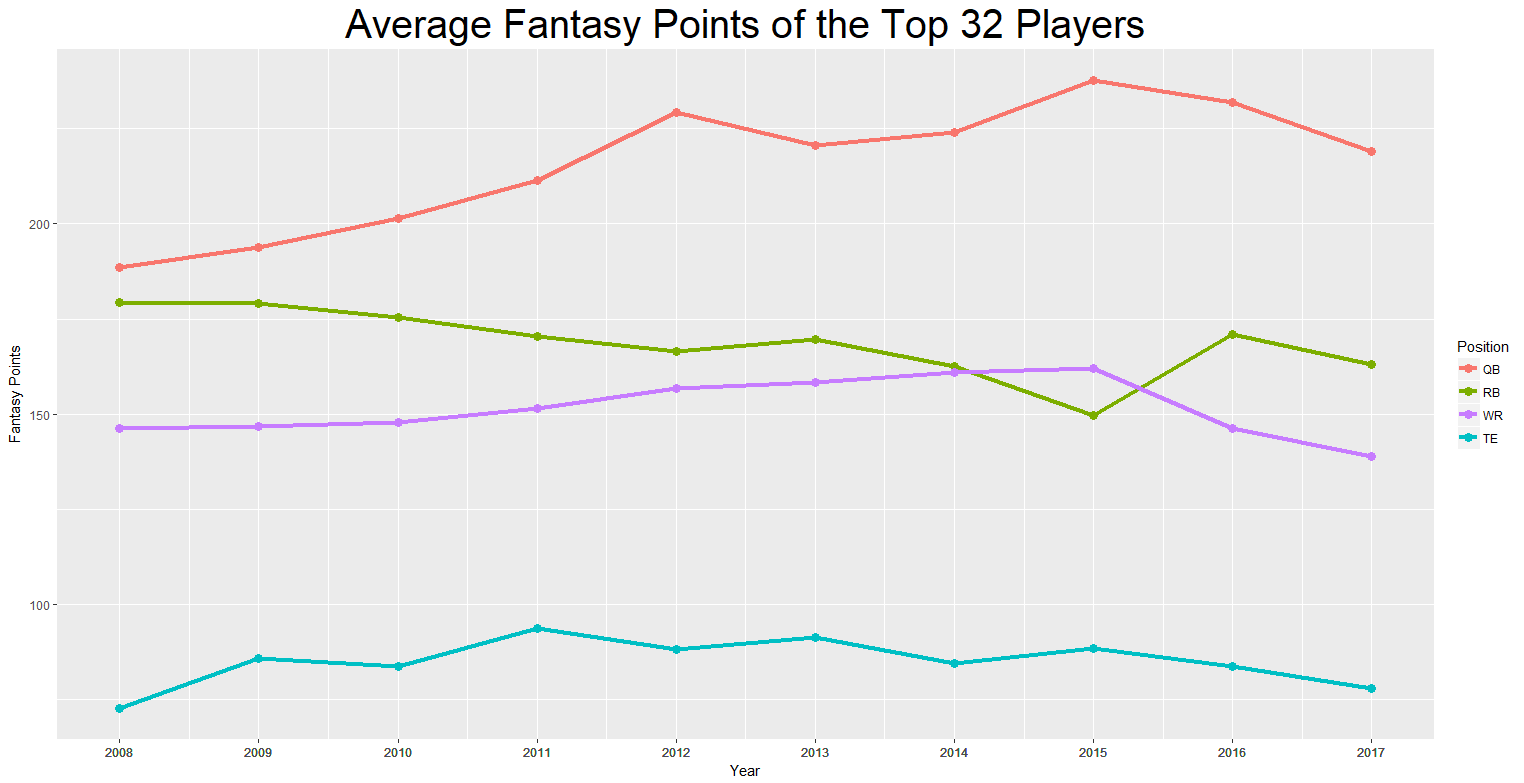 Average Fantasy Points of the Top 32 Players
Fantasy Points
200
150
100
2008 2009 2010 2011 2012 2013 2014 2015 2016 2017
Year
Position
QB
RB
WR
TE